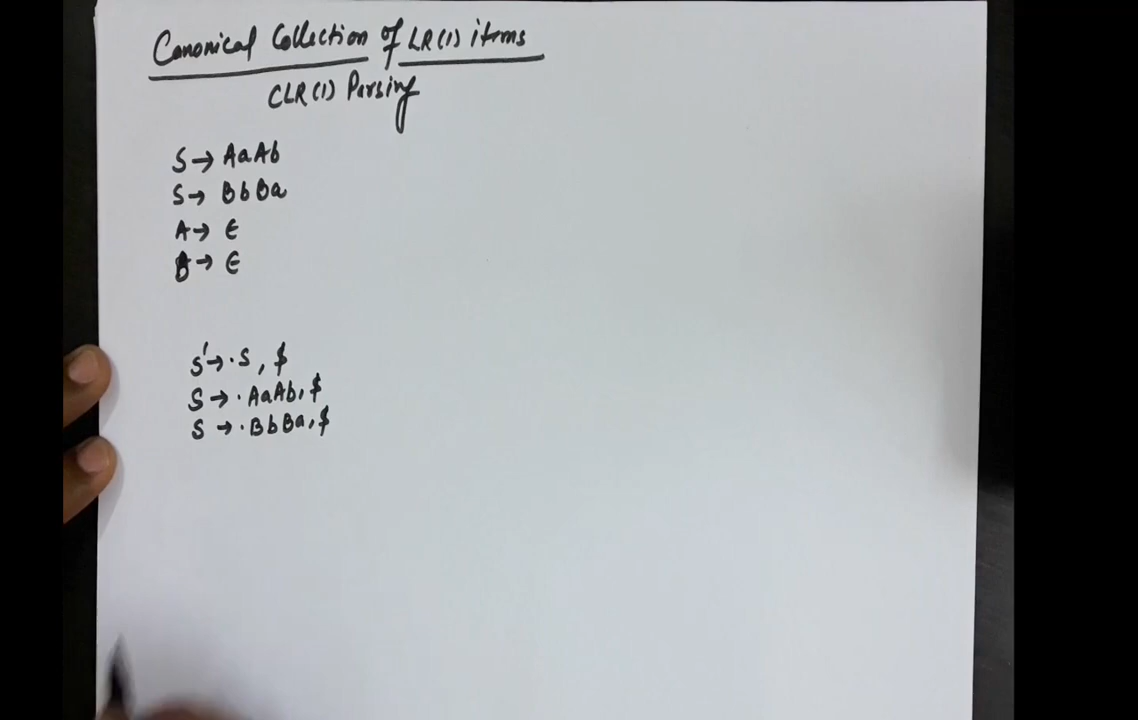 Canonical Collection of LR(1) items
CLR(1) Parsing
S → AaAb
S → BbBa
A → ε
B → ε
S' → ·S, $
S → ·AaAb, $
S → ·BbBa, $